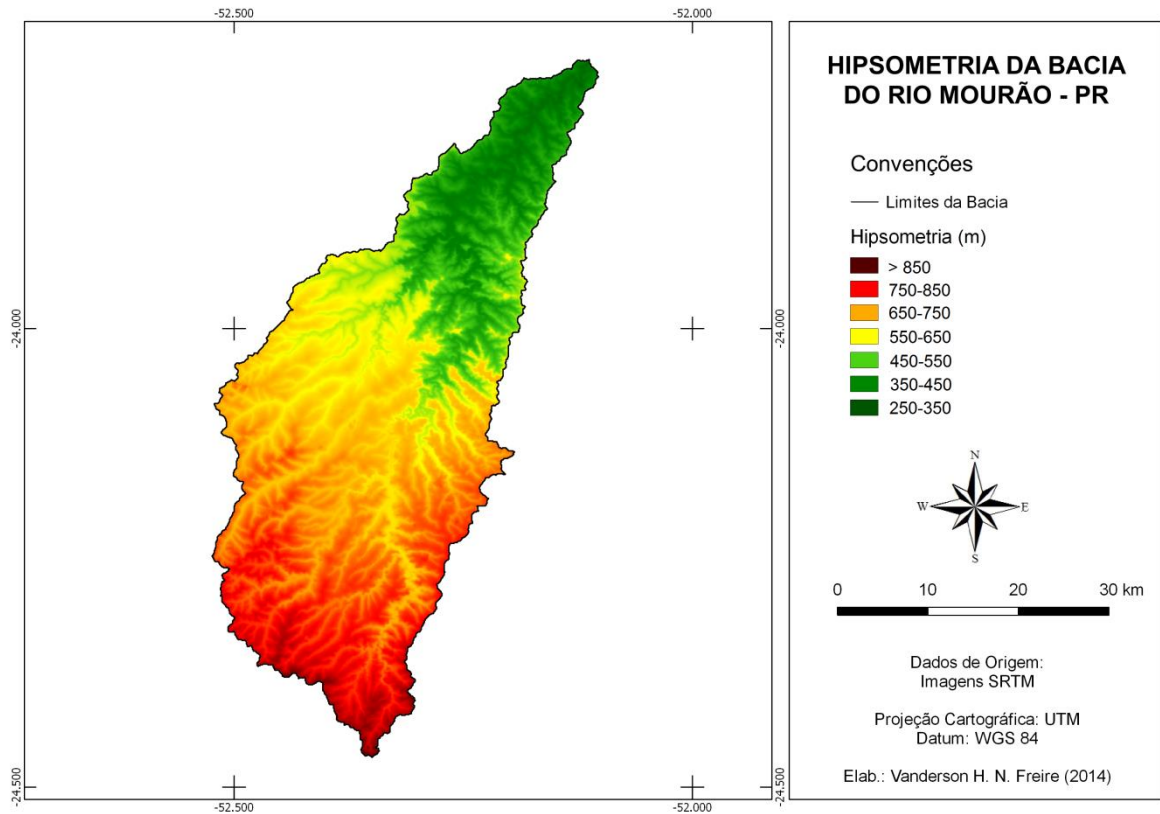 -52.500
-52.000
-24.000
-24.000
-24.500
-24.500
-52.500
-52.000
HIPSOMETRIA DA BACIA
DO RIO MOURÃO - PR
Convenções
Limites da Bacia
Hipsometria (m)
> 850
750-850
650-750
550-650
450-550
350-450
250-350
N
W
E
S
0
10
20
30 km
Dados de Origem:
Imagens SRTM
Projeção Cartográfica: UTM
Datum: WGS 84
Elab.: Vanderson H. N. Freire (2014)